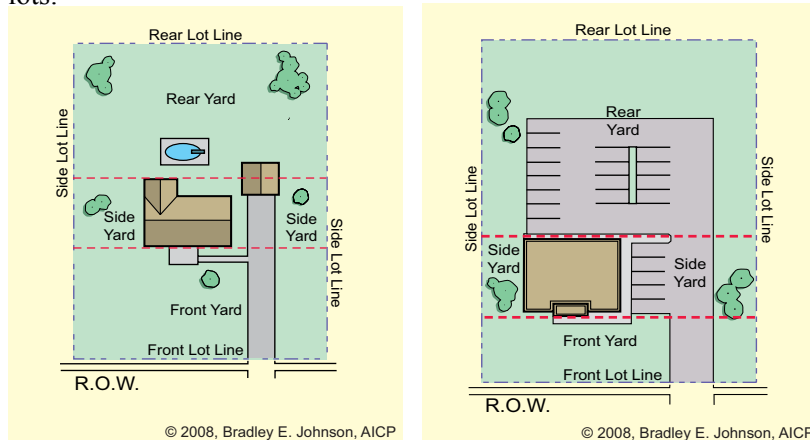 lots.
Rear Lot Line
Rear Yard
Side Lot Line
Side
Yard
Side
Yard
Side Lot Line
Front Yard
Front Lot Line
R.O.W.
© 2008, Bradley E. Johnson, AICP
Rear Lot Line
Rear
Yard
Side Lot Line
Side Lot Line
Side
Yard
Side
Yard
Front Yard
Front Lot Line
R.O.W.
© 2008, Bradley E. Johnson, AICP